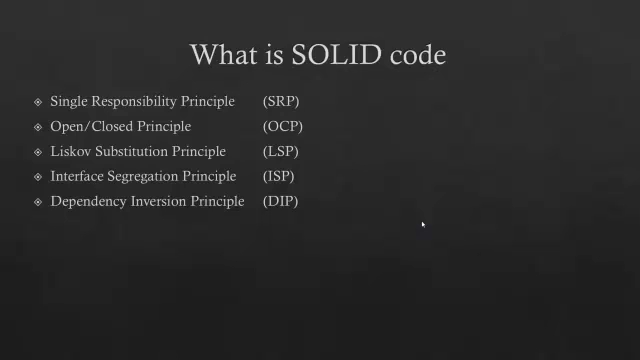 What is SOLID code
Single Responsibility Principle (SRP)
Open/Closed Principle (OCP)
Liskov Substitution Principle (LSP)
Interface Segregation Principle (ISP)
Dependency Inversion Principle (DIP)